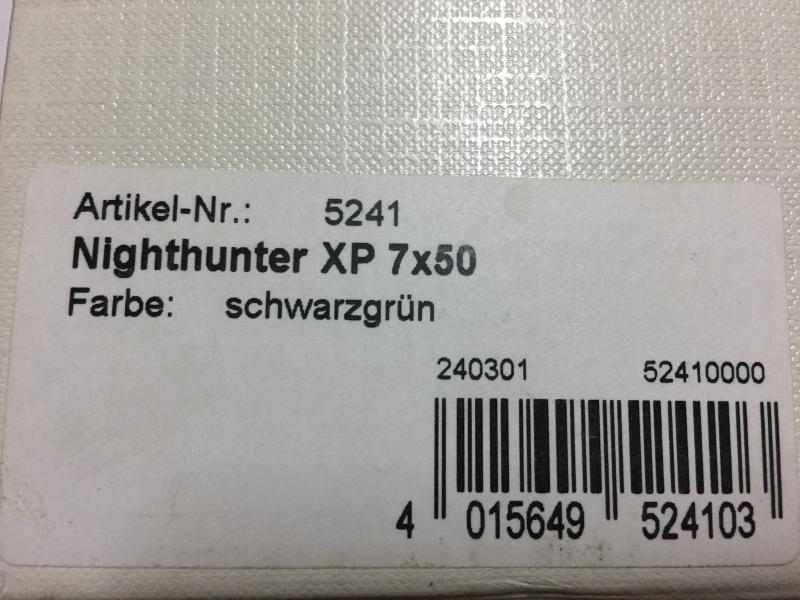 Artikel-Nr.: 5241
Nighthunter XP 7x50
Farbe: schwarzgrün
240301 52410000
4 015649 524103